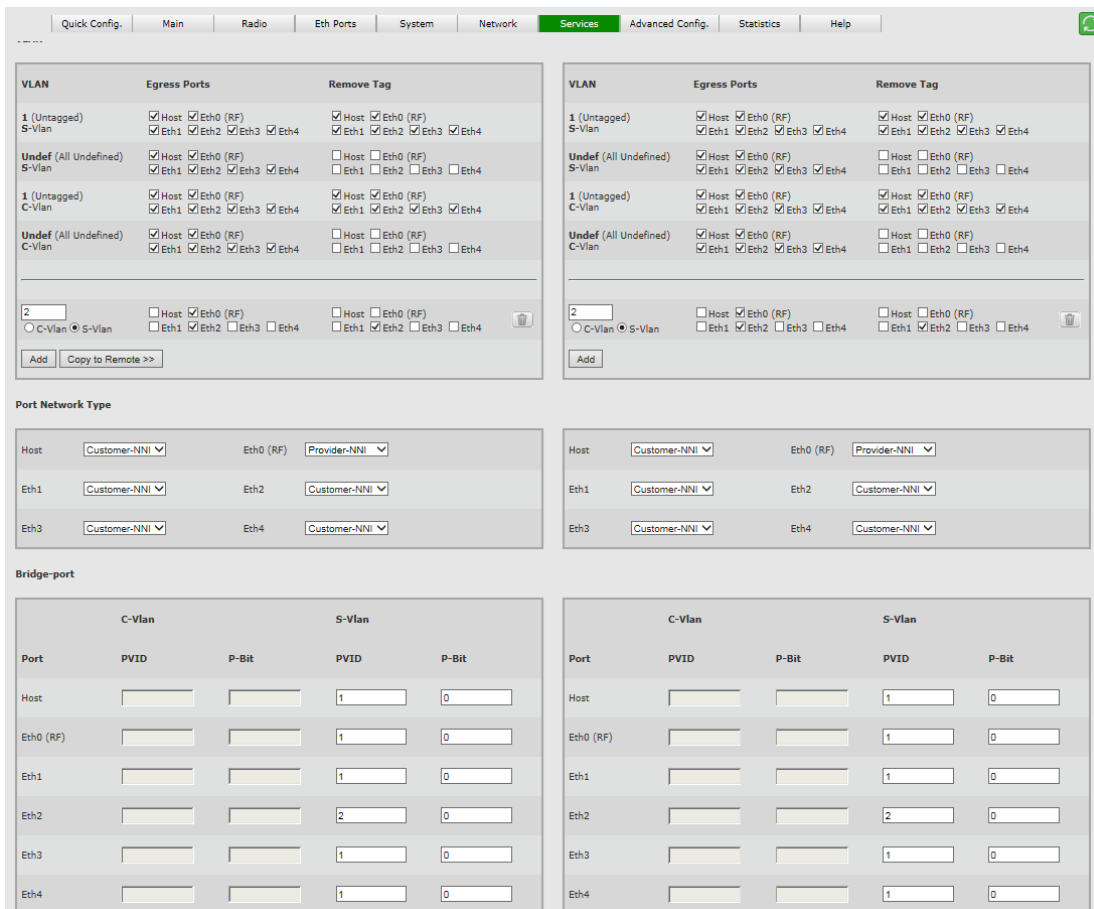 Quick Config. Main Radio Eth Ports System Network Services Advanced Config. Statistics Help
VLAN Egress Ports Remove Tag
1 (Untagged) Host Eth0 (RF) Host Eth0 (RF)
S-Vlan Eth1 Eth2 Eth3 Eth4 Eth1 Eth2 Eth3 Eth4
Undef (All Undefined) Host Eth0 (RF) Host Eth0 (RF)
S-Vlan Eth1 Eth2 Eth3 Eth4 Eth1 Eth2 Eth3 Eth4
1 (Untagged) Host Eth0 (RF) Host Eth0 (RF)
C-Vlan Eth1 Eth2 Eth3 Eth4 Eth1 Eth2 Eth3 Eth4
Undef (All Undefined) Host Eth0 (RF) Host Eth0 (RF)
C-Vlan Eth1 Eth2 Eth3 Eth4 Eth1 Eth2 Eth3 Eth4
2 Host Eth0 (RF) Host Eth0 (RF)
C-Vlan S-Vlan Eth1 Eth2 Eth3 Eth4 Eth1 Eth2 Eth3 Eth4
Add Copy to Remote >>
VLAN Egress Ports Remove Tag
1 (Untagged) Host Eth0 (RF) Host Eth0 (RF)
S-Vlan Eth1 Eth2 Eth3 Eth4 Eth1 Eth2 Eth3 Eth4
Undef (All Undefined) Host Eth0 (RF) Host Eth0 (RF)
S-Vlan Eth1 Eth2 Eth3 Eth4 Eth1 Eth2 Eth3 Eth4
1 (Untagged) Host Eth0 (RF) Host Eth0 (RF)
C-Vlan Eth1 Eth2 Eth3 Eth4 Eth1 Eth2 Eth3 Eth4
Undef (All Undefined) Host Eth0 (RF) Host Eth0 (RF)
C-Vlan Eth1 Eth2 Eth3 Eth4 Eth1 Eth2 Eth3 Eth4
2 Host Eth0 (RF) Host Eth0 (RF)
C-Vlan S-Vlan Eth1 Eth2 Eth3 Eth4 Eth1 Eth2 Eth3 Eth4
Add
Port Network Type
Host Customer-NNI Eth0 (RF) Provider-NNI
Eth1 Customer-NNI Eth2 Customer-NNI
Eth3 Customer-NNI Eth4 Customer-NNI
Host Customer-NNI Eth0 (RF) Provider-NNI
Eth1 Customer-NNI Eth2 Customer-NNI
Eth3 Customer-NNI Eth4 Customer-NNI
Bridge-port
C-Vlan S-Vlan
Port PVID P-Bit PVID P-Bit
Host 1 0
Eth0 (RF) 1 0
Eth1 1 0
Eth2 2 0
Eth3 1 0
Eth4 1 0
C-Vlan S-Vlan
Port PVID P-Bit PVID P-Bit
Host 1 0
Eth0 (RF) 1 0
Eth1 1 0
Eth2 2 0
Eth3 1 0
Eth4 1 0